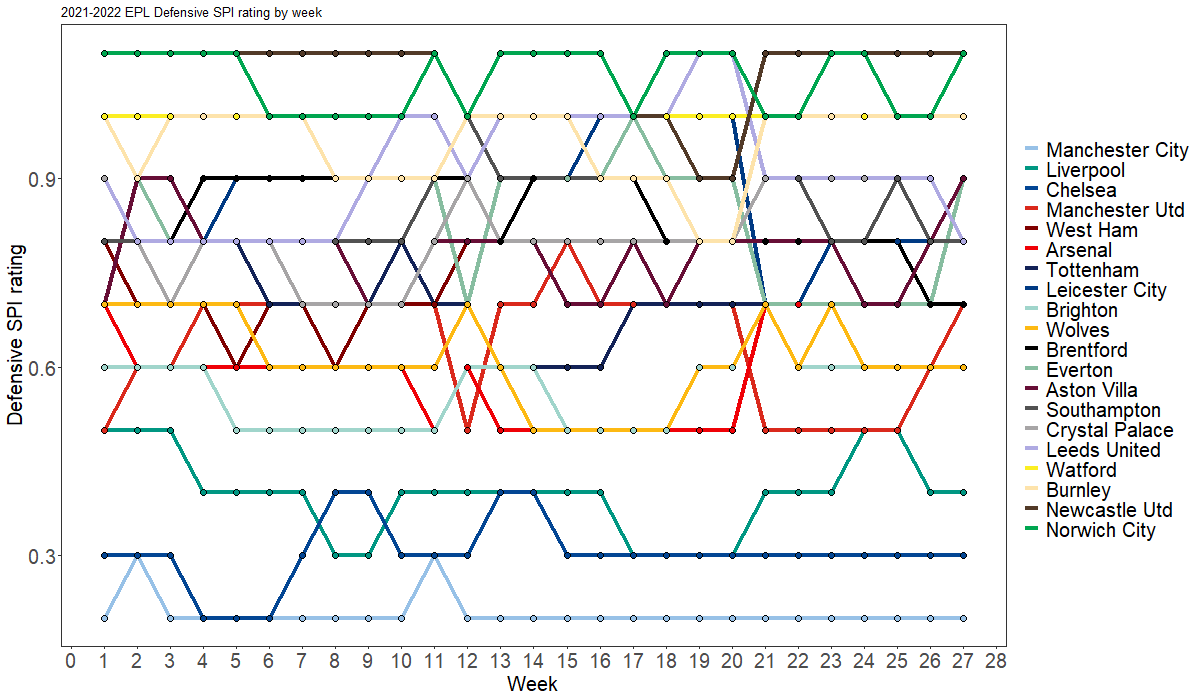 2021-2022 EPL Defensive SPI rating by week
Defensive SPI rating
0.9
0.6
0.3
0 1 2 3 4 5 6 7 8 9 10 11 12 13 14 15 16 17 18 19 20 21 22 23 24 25 26 27 28
Week
Manchester City
Liverpool
Chelsea
Manchester Utd
West Ham
Arsenal
Tottenham
Leicester City
Brighton
Wolves
Brentford
Everton
Aston Villa
Southampton
Crystal Palace
Leeds United
Watford
Burnley
Newcastle Utd
Norwich City